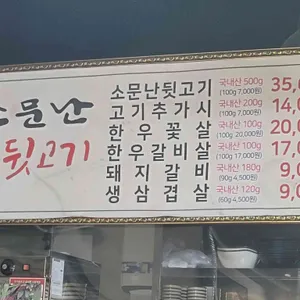 소문난
뒷고기
소문난뒷고기 국내산 500g (100g 7,000원) 35,0
고기추가시 국내산 200g (100g 7,000원) 14,0
한우꽃살 국내산 100g (100g 20,000원) 20,0
한우갈비살 국내산 100g (100g 17,000원) 17,0
돼지갈비 국내산 180g (90g 4,500원) 9,0
생삼겹살 국내산 120g (60g 4,500원) 9,0